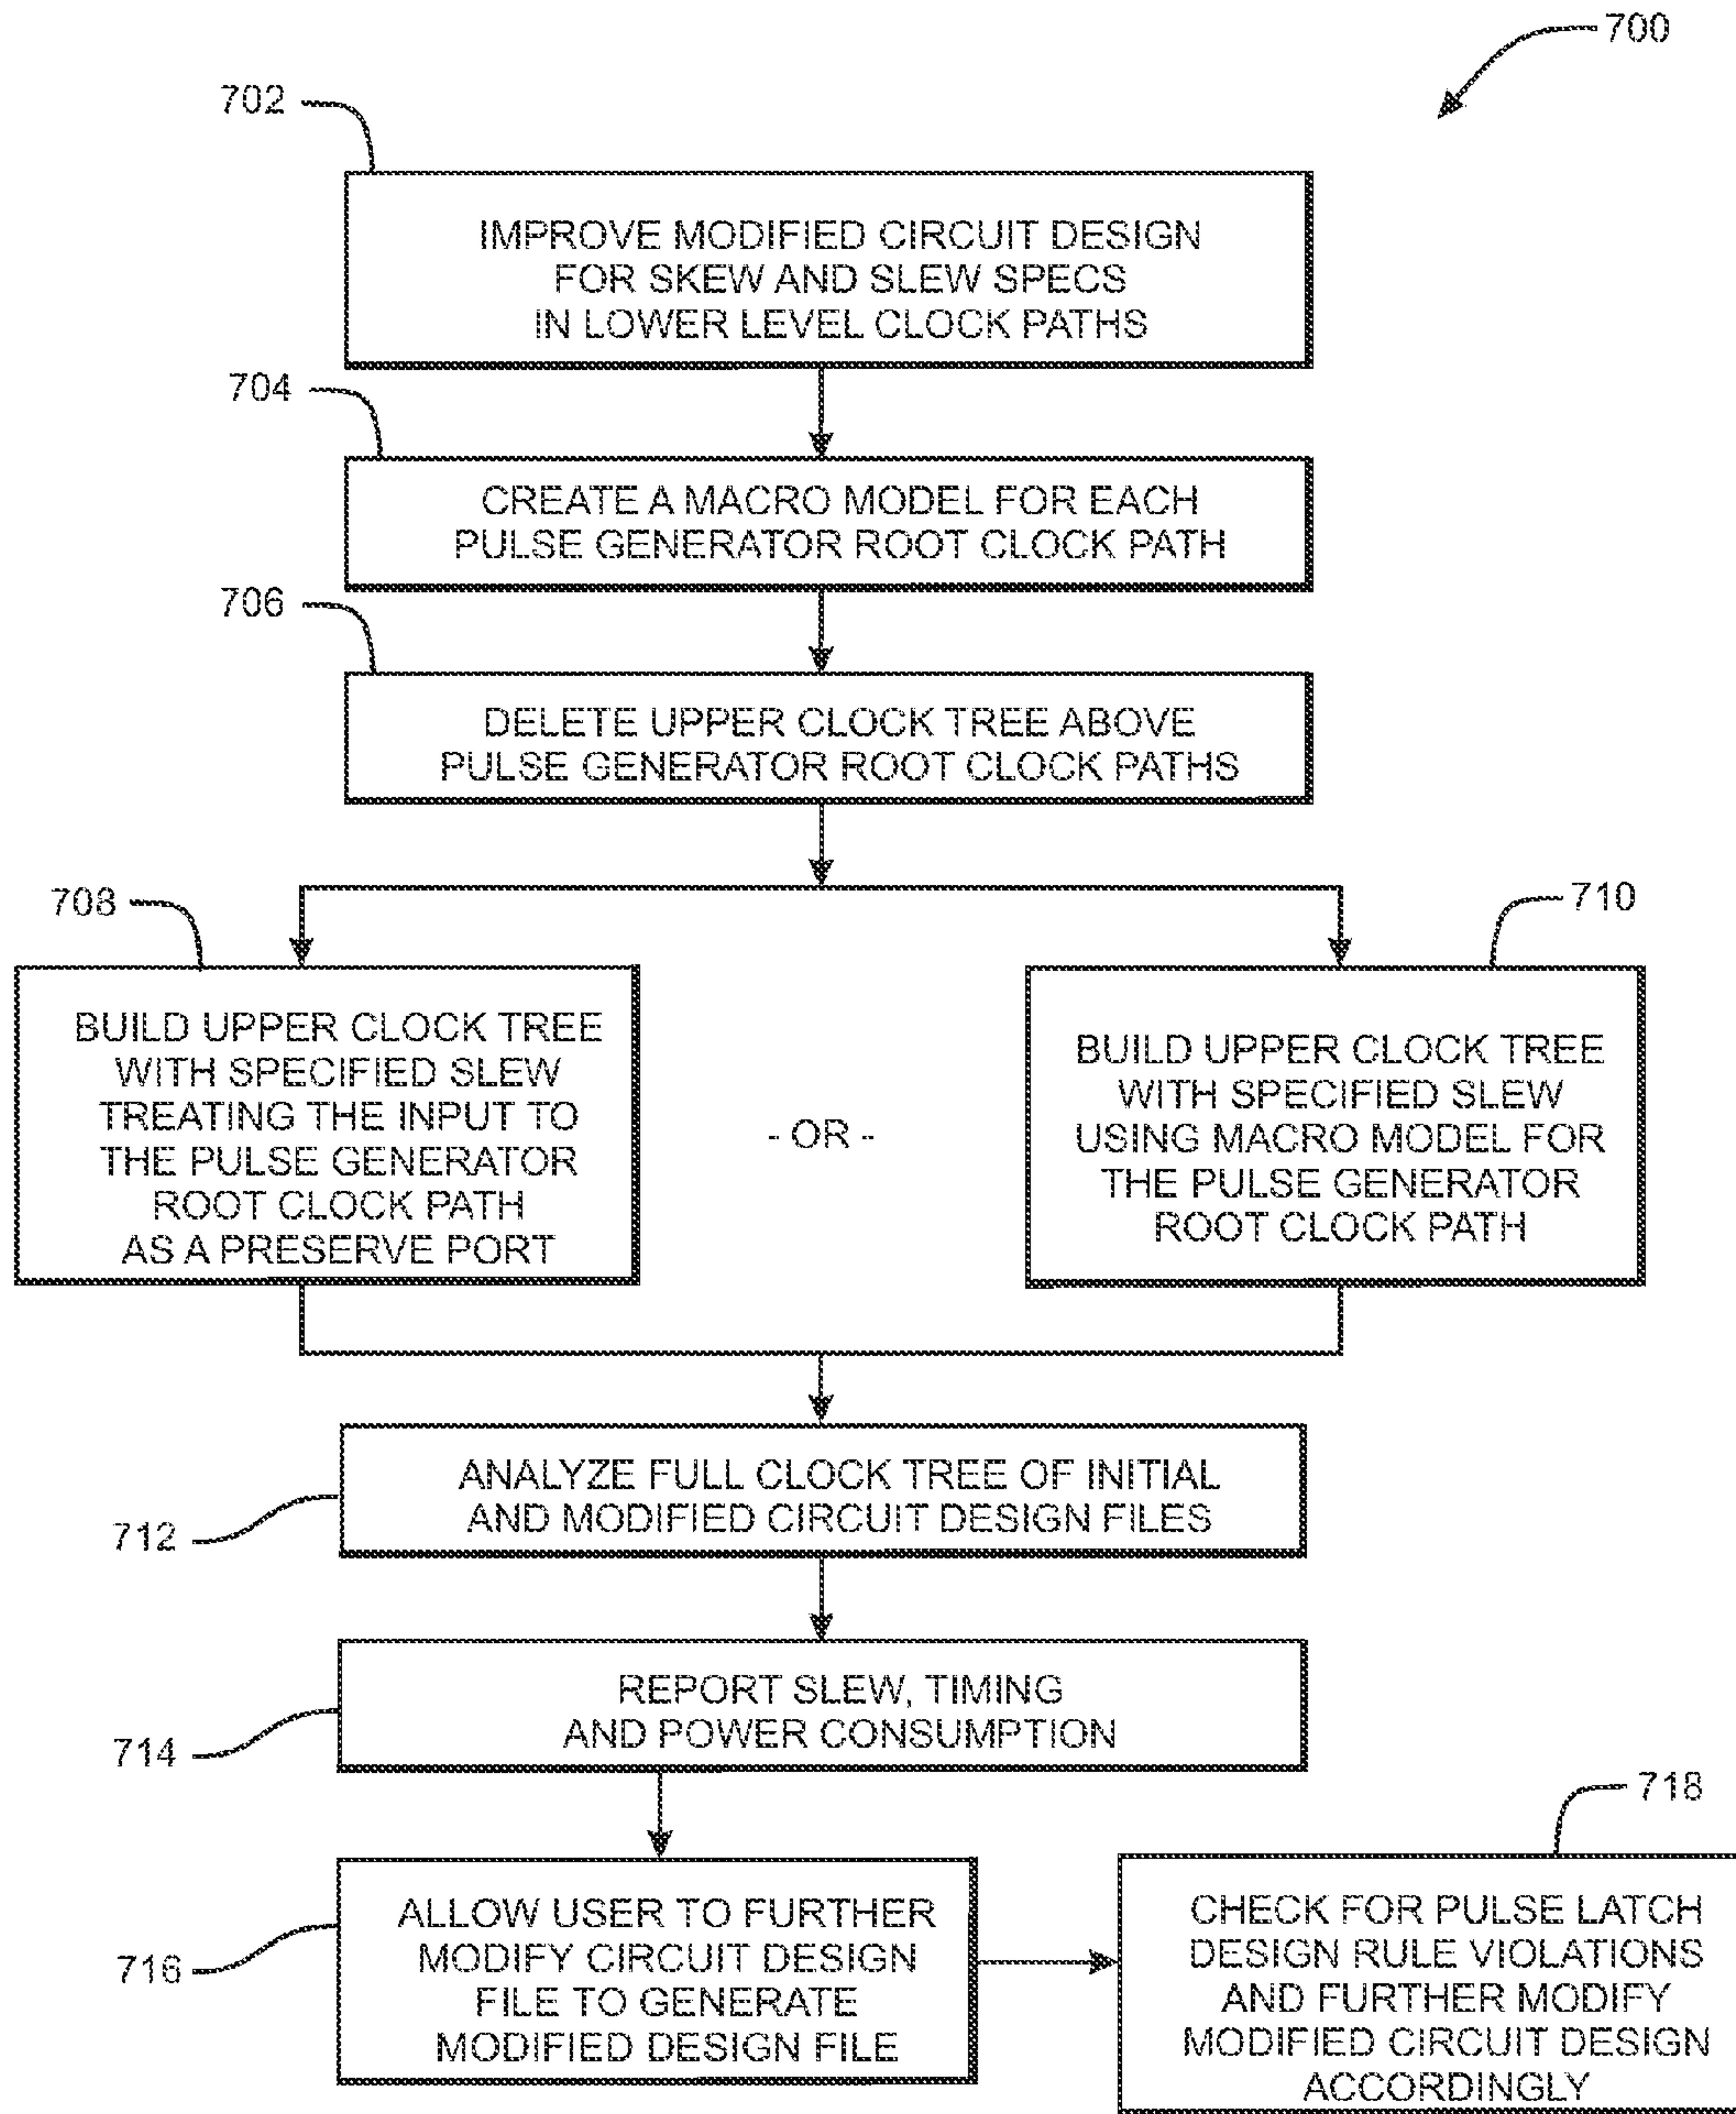 700
702
IMPROVE MODIFIED CIRCUIT DESIGN
FOR SKEW AND SLEW SPECS
IN LOWER LEVEL CLOCK PATHS
704
CREATE A MACRO MODEL FOR EACH
PULSE GENERATOR ROOT CLOCK PATH
706
DELETE UPPER CLOCK TREE ABOVE
PULSE GENERATOR ROOT CLOCK PATHS
708
BUILD UPPER CLOCK TREE
WITH SPECIFIED SLEW
TREATING THE INPUT TO
THE PULSE GENERATOR
ROOT CLOCK PATH
AS A PRESERVE PORT
- OR -
710
BUILD UPPER CLOCK TREE
WITH SPECIFIED SLEW
USING MACRO MODEL FOR
THE PULSE GENERATOR
ROOT CLOCK PATH
712
ANALYZE FULL CLOCK TREE OF INITIAL
AND MODIFIED CIRCUIT DESIGN FILES
714
REPORT SLEW, TIMING
AND POWER CONSUMPTION
716
ALLOW USER TO FURTHER
MODIFY CIRCUIT DESIGN
FILE TO GENERATE
MODIFIED DESIGN FILE
718
CHECK FOR PULSE LATCH
DESIGN RULE VIOLATIONS
AND FURTHER MODIFY
MODIFIED CIRCUIT DESIGN
ACCORDINGLY